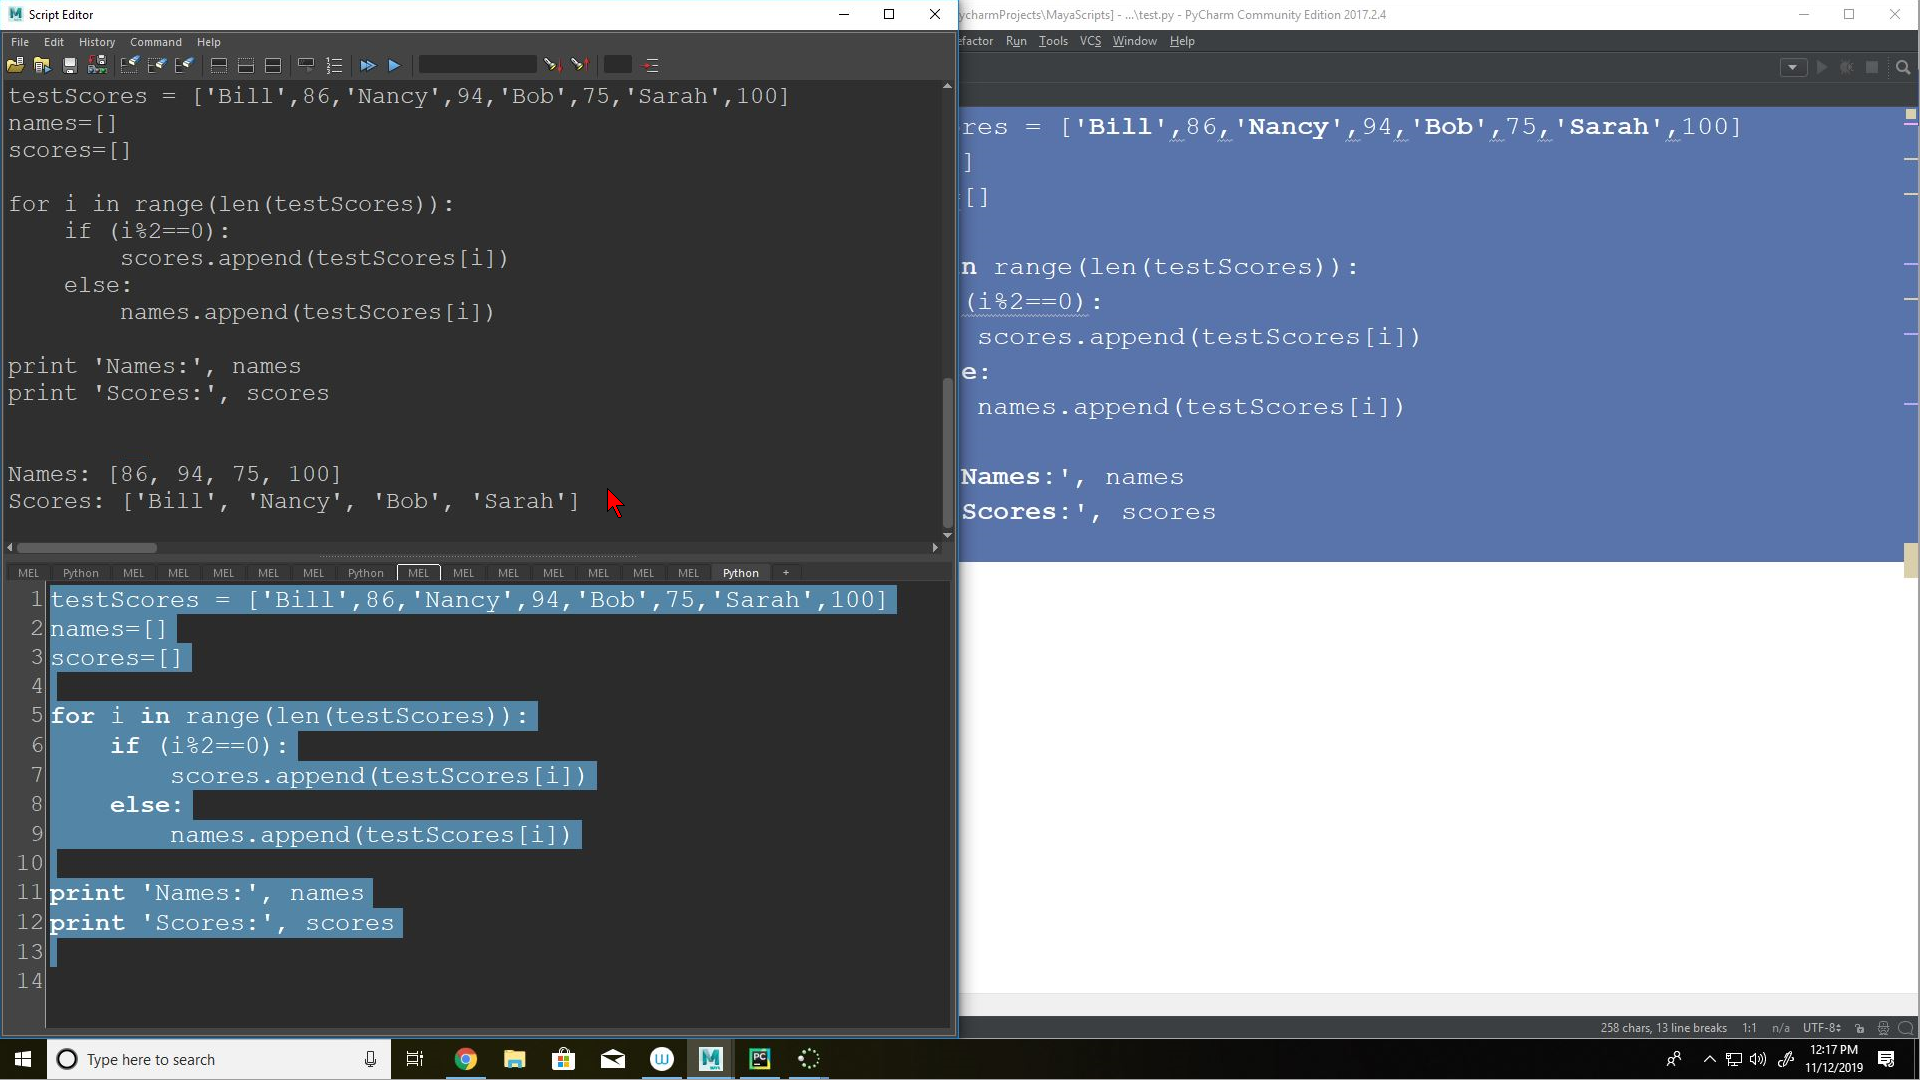 Script Editor
File Edit History Command Help
testScores = ['Bill',86,'Nancy',94,'Bob',75,'Sarah',100]
names=[]
scores=[]
for i in range(len(testScores)):
if (i%2==0):
scores.append(testScores[i])
else:
names.append(testScores[i])
print 'Names:', names
print 'Scores:', scores
Names: [86, 94, 75, 100]
Scores: ['Bill', 'Nancy', 'Bob', 'Sarah']
MEL Python MEL MEL MEL MEL MEL Python MEL MEL MEL MEL MEL MEL MEL Python +
1 testScores = ['Bill',86,'Nancy',94,'Bob',75,'Sarah',100]
2 names=[]
3 scores=[]
4
5 for i in range(len(testScores)):
6 if (i%2==0):
7 scores.append(testScores[i])
8 else:
9 names.append(testScores[i])
10
11 print 'Names:', names
12 print 'Scores:', scores
13
14
ycharmProjects\MayaScripts] - ...\test.py - PyCharm Community Edition 2017.2.4
efactor Run Tools VCS Window Help
res = ['Bill',86,'Nancy',94,'Bob',75,'Sarah',100]
]
=[]
n range(len(testScores)):
(i%2==0):
scores.append(testScores[i])
e:
names.append(testScores[i])
Names:', names
Scores:', scores
258 chars, 13 line breaks 1:1 n/a UTF-8
Type here to search
12:17 PM
11/12/2019